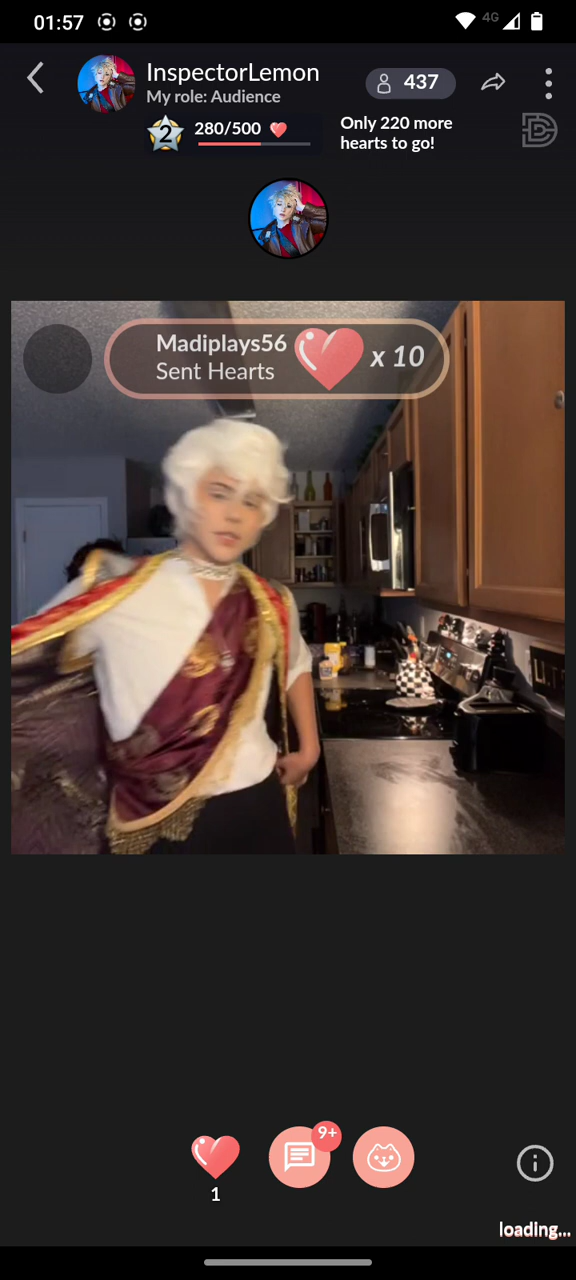 01:57
4G
InspectorLemon
437
My role: Audience
2
280/500
Only 220 more
hearts to go!
Madiplays56
Sent Hearts
x 10
9+
1
loading...